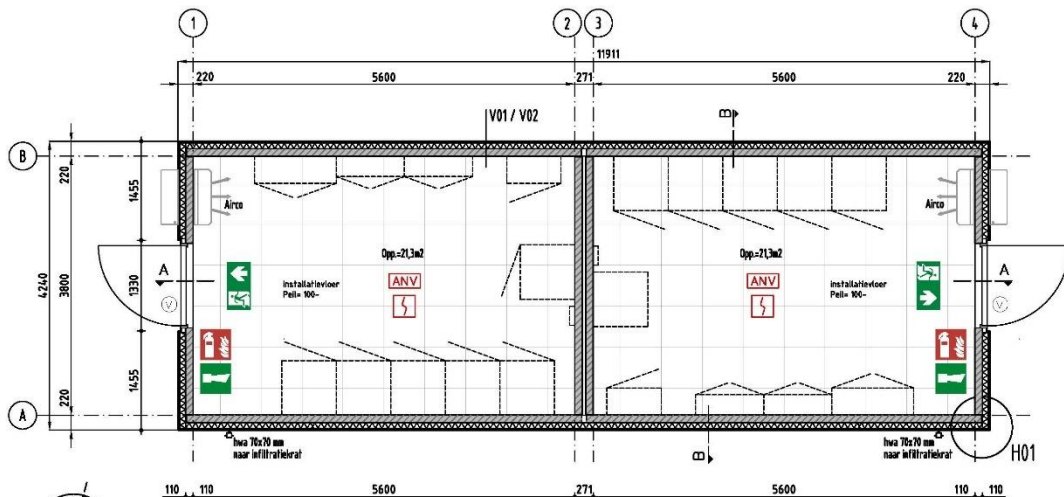 1
2
3
4
11911
220
5600
271
5600
220
V01 / V02
B
B
A
4240
220
3800
220
1455
1330
1455
Airco
Airco
Opp.=21,3m2
Opp.=21,3m2
A
A
ANV
ANV
installatievloer
Peil= 100-
installatievloer
Peil= 100-
V
V
B
hwa 70x70 mm
naar infiltratiekrat
hwa 70x70 mm
naar infiltratiekrat
H01
110
110
5600
271
5600
110
110